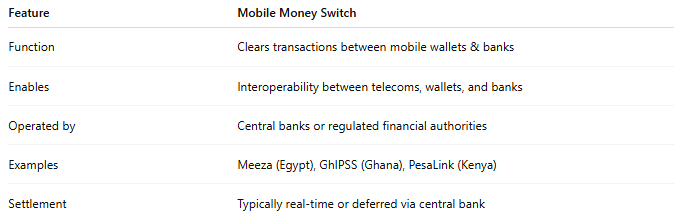 Feature Mobile Money Switch
Function Clears transactions between mobile wallets & banks
Enables Interoperability between telecoms, wallets, and banks
Operated by Central banks or regulated financial authorities
Examples Meeza (Egypt), GhIPSS (Ghana), PesaLink (Kenya)
Settlement Typically real-time or deferred via central bank